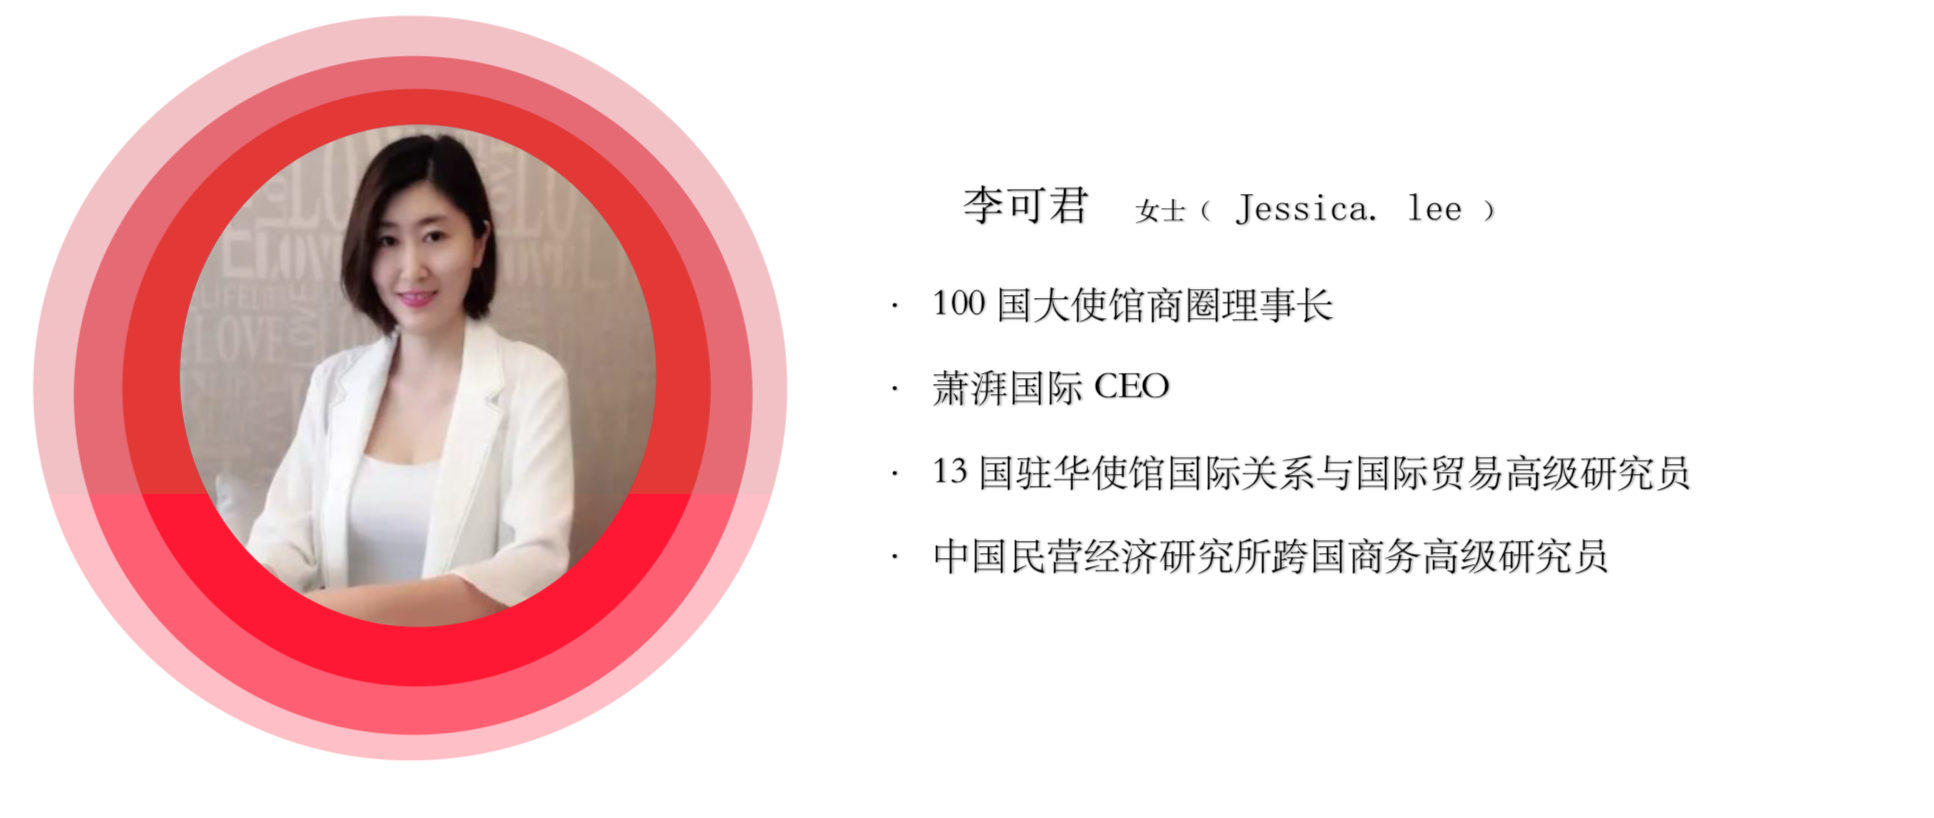 李可君 女士（ Jessica. lee ）
· 100 国大使馆商圈理事长
· 萧湃国际 CEO
· 13 国驻华使馆国际关系与国际贸易高级研究员
· 中国民营经济研究所跨国商务高级研究员
LOVE
LOVE